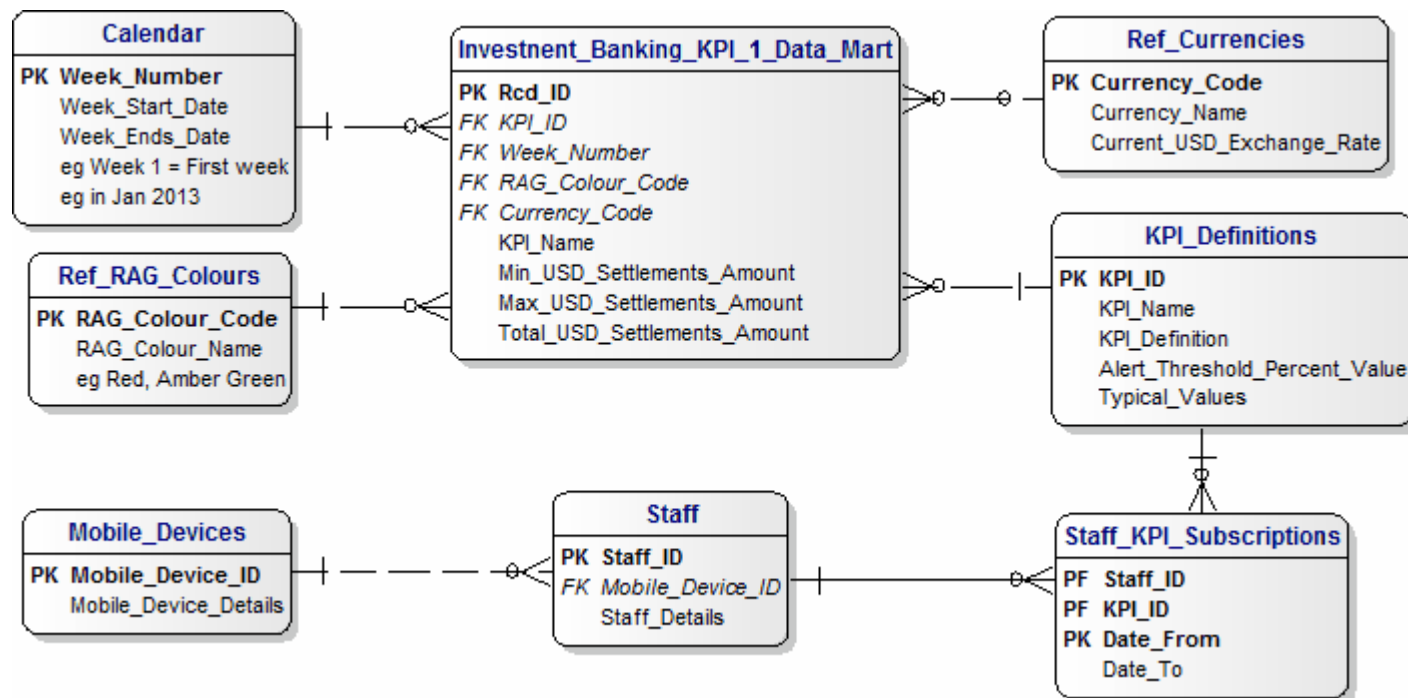 Calendar
PK Week_Number
Week_Start_Date
Week_Ends_Date
eg Week 1 = First week
eg in Jan 2013
Investnent_Banking_KPI_1_Data_Mart
PK Rcd_ID
FK KPI_ID
FK Week_Number
FK RAG_Colour_Code
FK Currency_Code
KPI_Name
Min_USD_Settlements_Amount
Max_USD_Settlements_Amount
Total_USD_Settlements_Amount
Ref_Currencies
PK Currency_Code
Currency_Name
Current_USD_Exchange_Rate
Ref_RAG_Colours
PK RAG_Colour_Code
RAG_Colour_Name
eg Red, Amber Green
KPI_Definitions
PK KPI_ID
KPI_Name
KPI_Definition
Alert_Threshold_Percent_Value
Typical_Values
Mobile_Devices
PK Mobile_Device_ID
Mobile_Device_Details
Staff
PK Staff_ID
FK Mobile_Device_ID
Staff_Details
Staff_KPI_Subscriptions
PF Staff_ID
PF KPI_ID
PK Date_From
Date_To